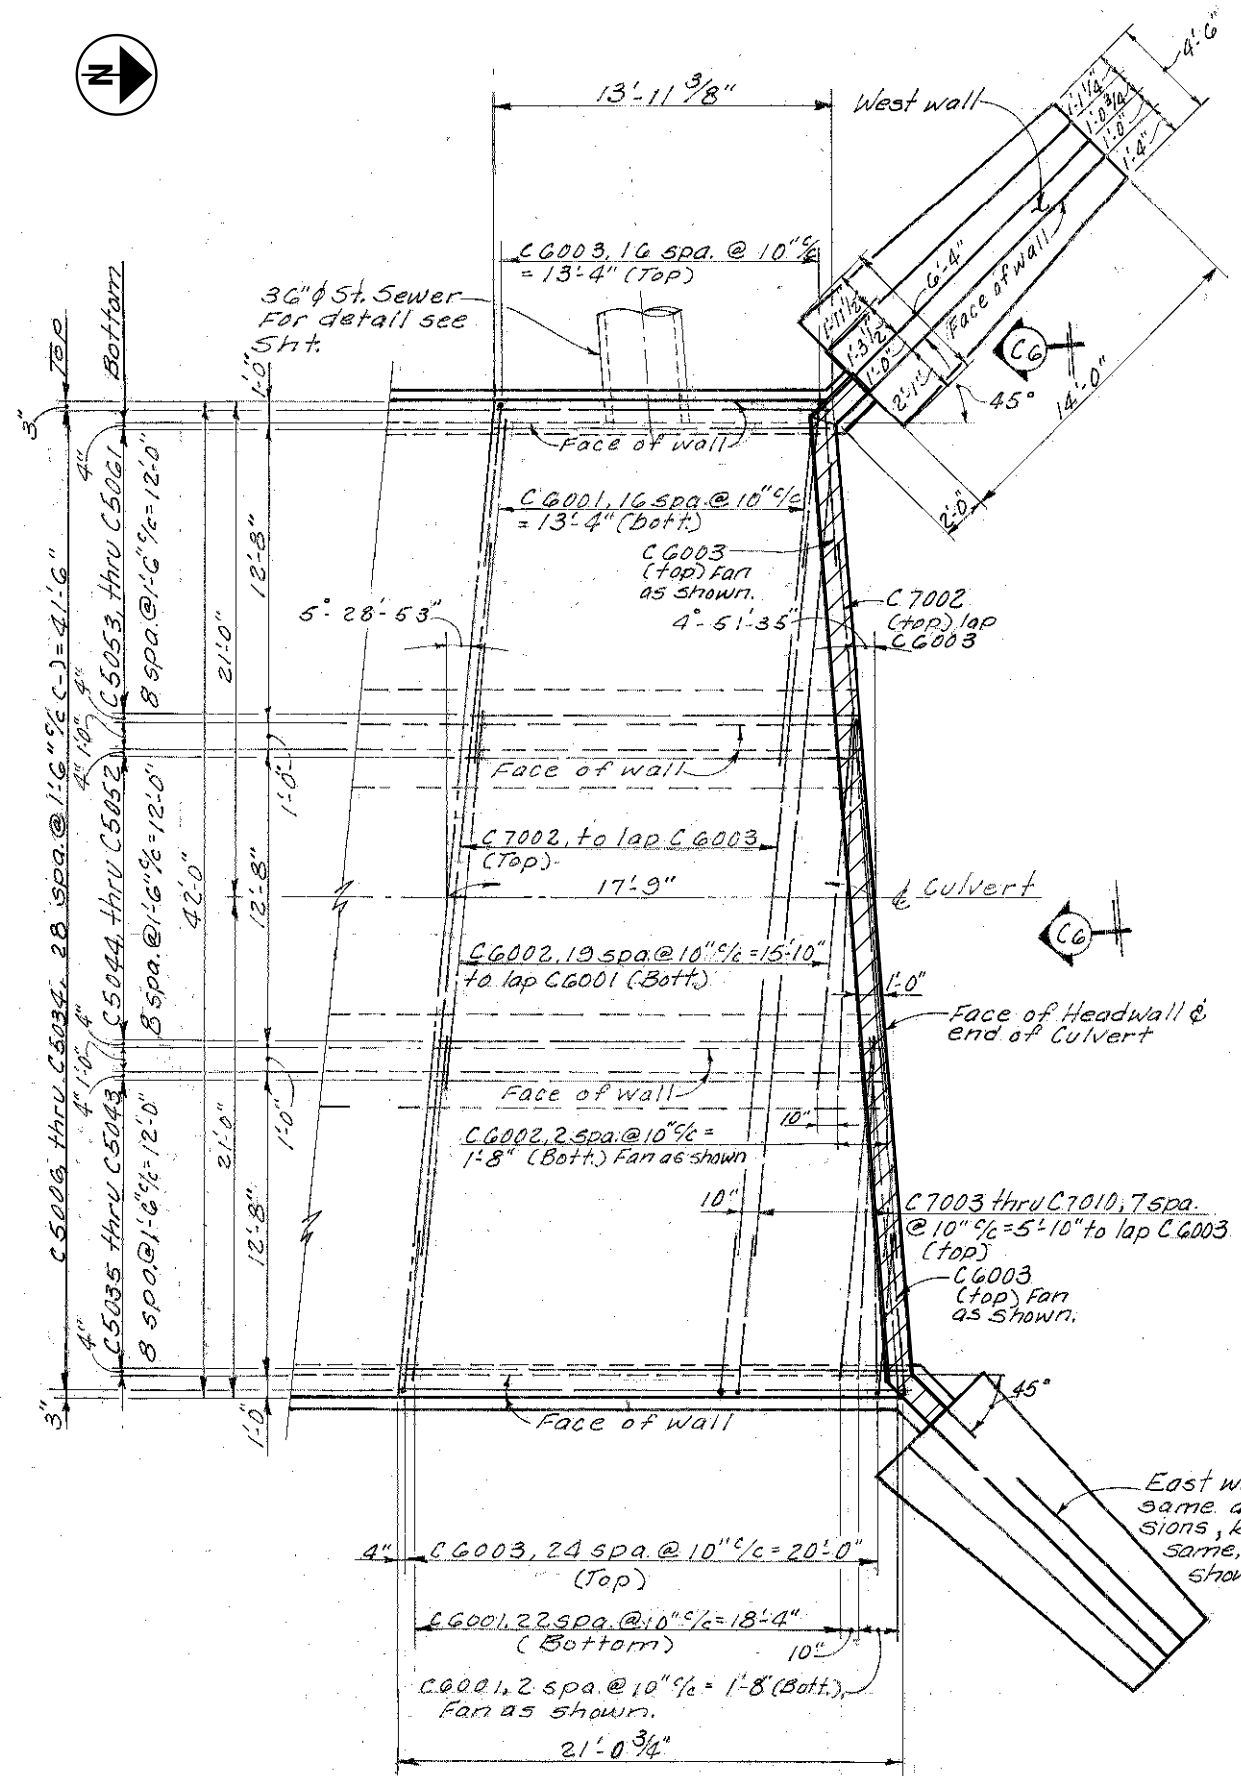 N
13'-11 3/8"
West wall
4'-6"
1'-1 1/4"
1'-0 3/4"
1'-0"
1'-4"
C6003, 16 spa. @ 10" c/c
= 13'-4" (Top)
36" ϕ St. Sewer
For detail see
Sht.
Top
Bottom
1'-0"
3"
4"
6'-4"
Face of wall
1'-11 1/2"
1'-3 1/2"
1'-0"
2'-1"
C6
45°
14'-0"
2'-0"
Face of wall
C6001, 16 spa. @ 10" c/c
= 13'-4" (bott.)
C6003
(top) Fan
as shown.
4°-51'-35"
C7002
(top) lap
C6003
5°-28'-53"
12'-8"
21'-0"
C5053, thru C5061
8 spa. @ 1'-6" c/c = 12'-0"
C5006, thru C5034, 28 spa. @ 1'-6" c/c (-) = 41'-6"
4" 1'-0" 4"
1'-0"
Face of wall
C7002, to lap C6003
(Top)
17'-9"
℄ Culvert
C5044, thru C5052
8 spa. @ 1'-6" c/c = 12'-0"
42'-0"
12'-8"
C6
C6002, 19 spa @ 10" c/c = 15'-10"
to lap C6001 (Bott.)
1'-0"
Face of Headwall &
end of Culvert
4" 1'-0" 4"
1'-0"
Face of wall
10"
C6002, 2 spa. @ 10" c/c =
1'-8" (Bott.) Fan as shown
C5035 thru C5043
8 spa. @ 1'-6" c/c = 12'-0"
21'-0"
12'-8"
10"
C7003 thru C7010, 7 spa.
@ 10" c/c = 5'-10" to lap C6003
(top)
C6003
(top) Fan
as shown.
4"
3"
1'-0"
45°
Face of wall
East
same
sions,
same,
4"
C6003, 24 spa. @ 10" c/c = 20'-0"
(Top)
C6001, 22 spa. @ 10" c/c = 18'-4"
(Bottom)
10"
C6001, 2 spa. @ 10" c/c = 1'-8" (Bott.)
Fan as shown.
21'-0 3/4"